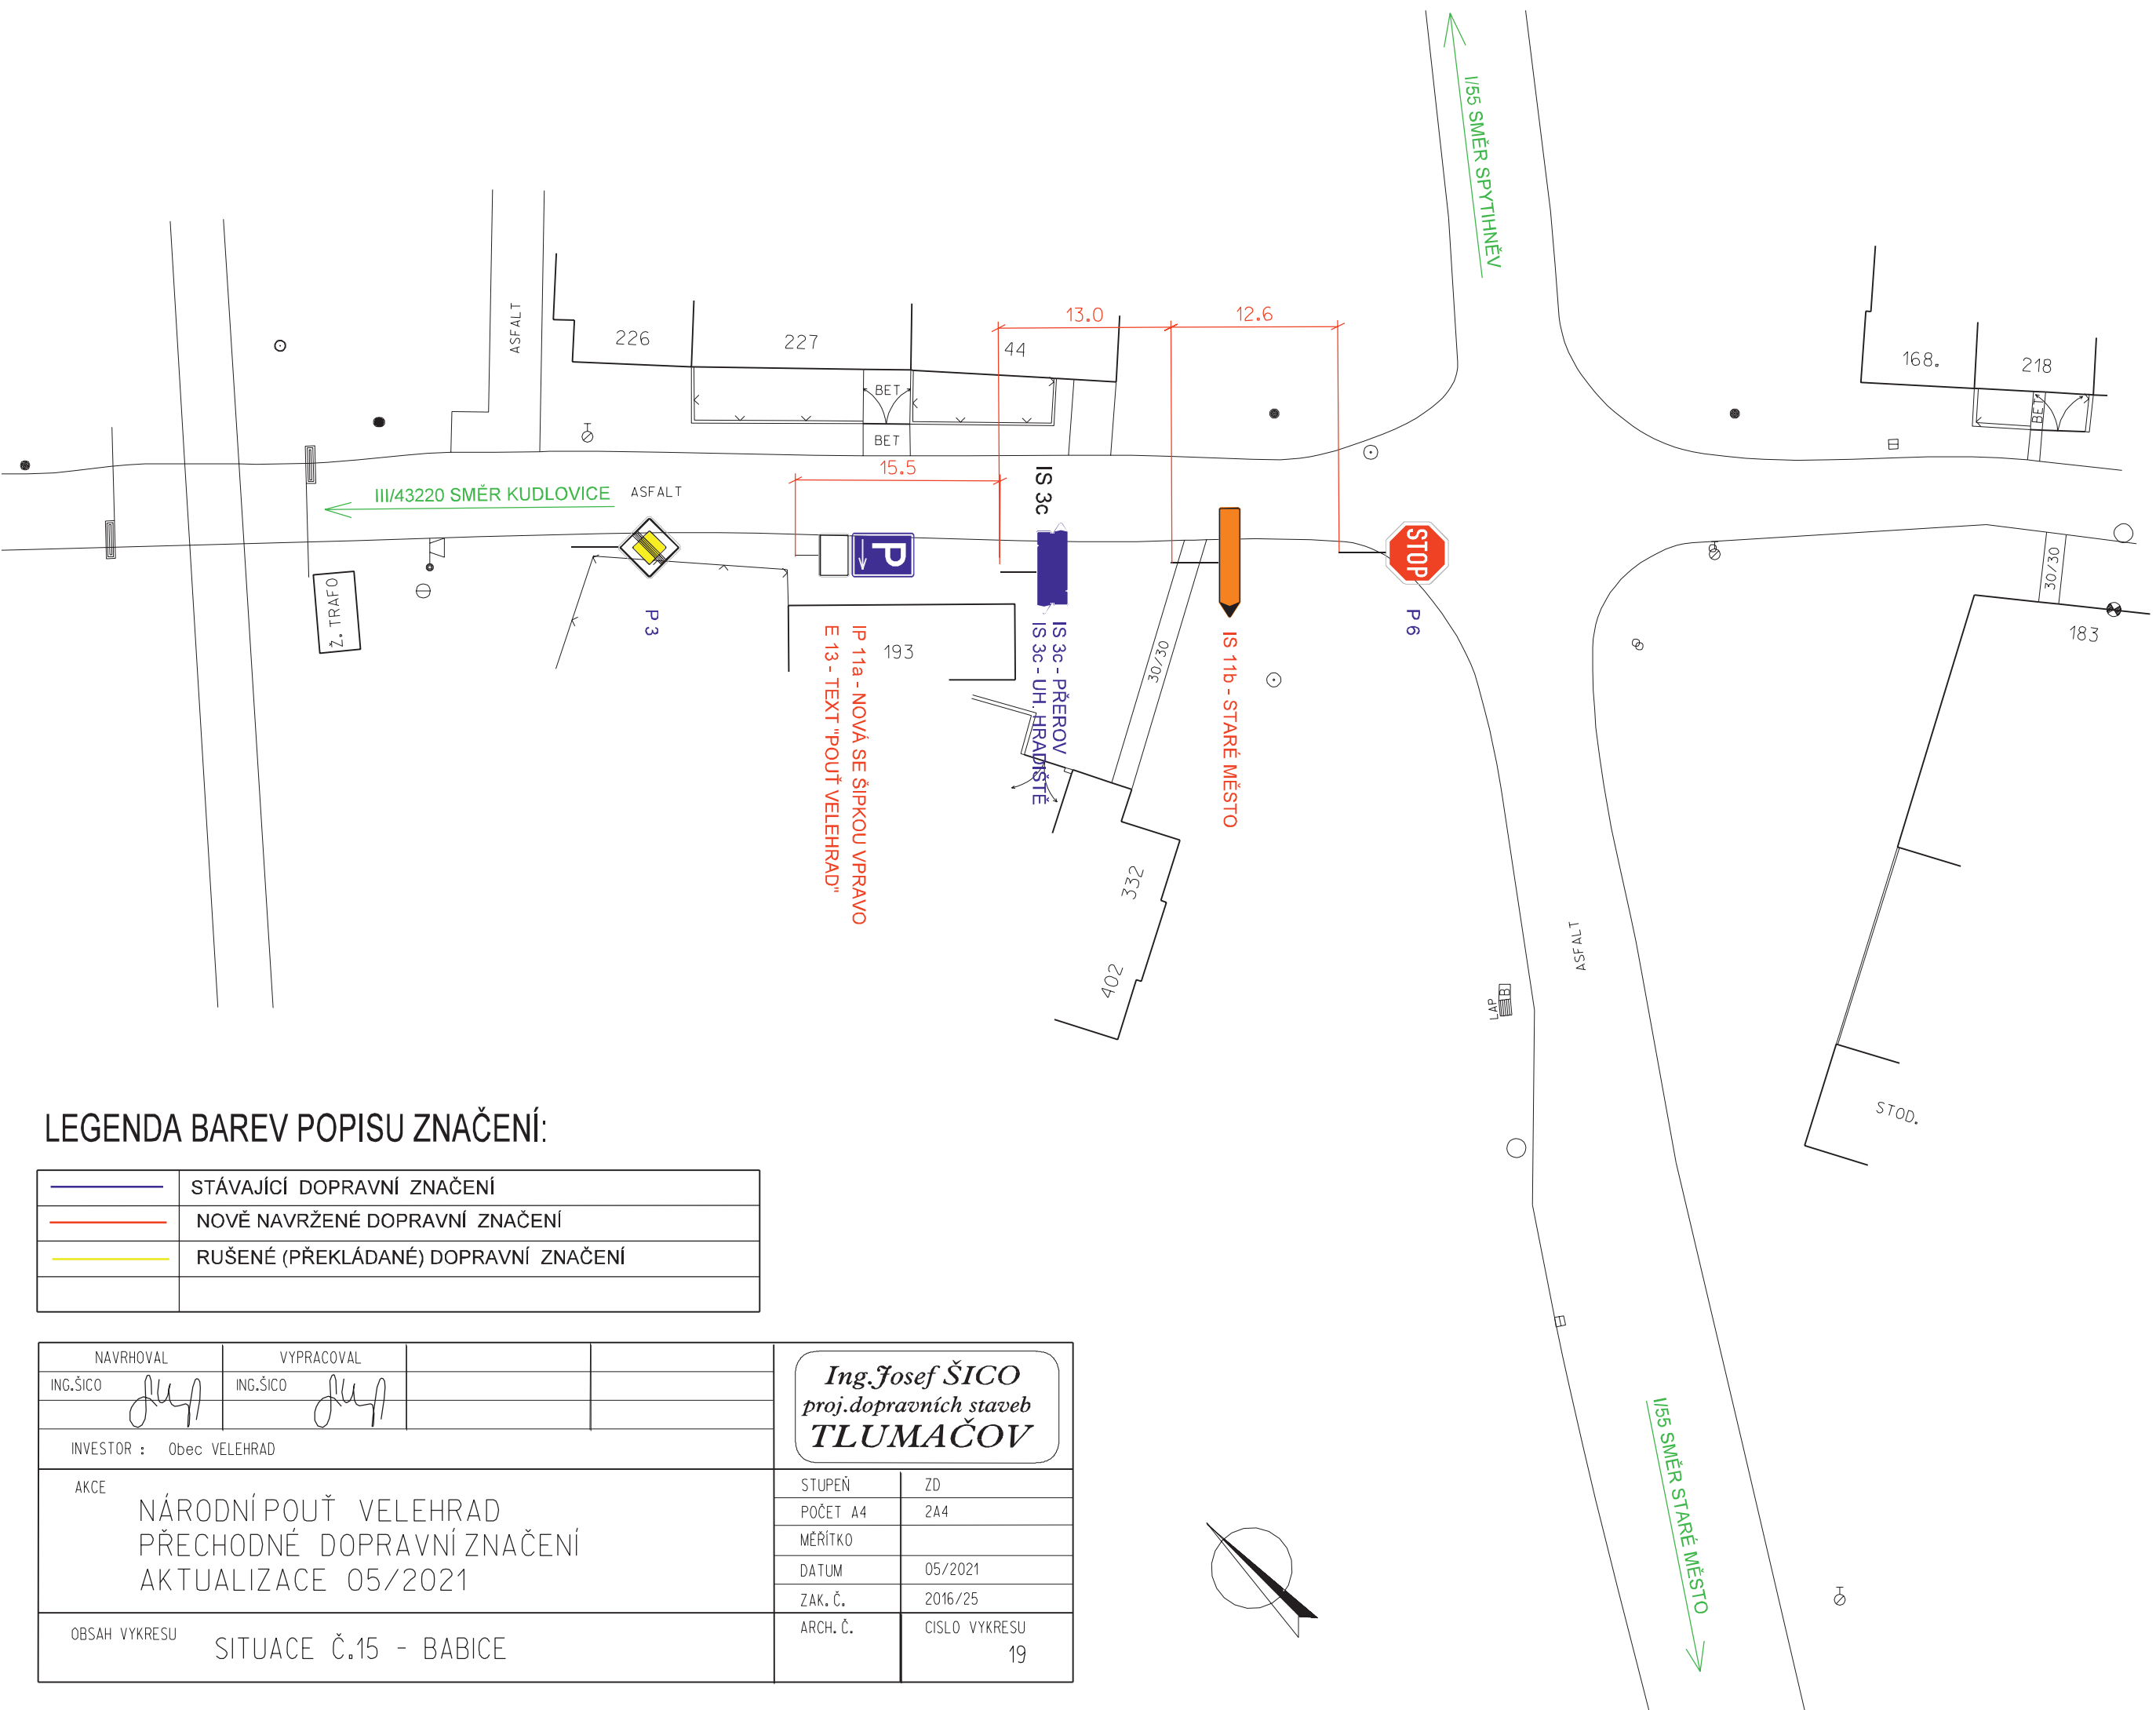 I/55 SMĚR SPYTIHNĚV
ASFALT
226
227
44
13.0
12.6
168.
218
BET
BET
BET
15.5
III/43220 SMĚR KUDLOVICE
ASFALT
IS 3c
P
STOP
Ž. TRAFO
P 3
IP 11a - NOVÁ SE ŠIPKOU VPRAVO
E 13 - TEXT "POUŤ VELEHRAD"
193
IS 3c - PŘEROV
IS 3c - UH. HRADIŠTĚ
30/30
IS 11b - STARÉ MĚSTO
P 6
30/30
183
332
402
ASFALT
LAP
B
STOD.
I/55 SMĚR STARÉ MĚSTO
LEGENDA BAREV POPISU ZNAČENÍ:
STÁVAJÍCÍ DOPRAVNÍ ZNAČENÍ
NOVĚ NAVRŽENÉ DOPRAVNÍ ZNAČENÍ
RUŠENÉ (PŘEKLÁDANÉ) DOPRAVNÍ ZNAČENÍ
NAVRHOVAL
VYPRACOVAL
ING.ŠICO
ING.ŠICO
INVESTOR : Obec VELEHRAD
Ing.Josef ŠICO
proj.dopravních staveb
TLUMAČOV
AKCE
NÁRODNÍ POUŤ VELEHRAD
PŘECHODNÉ DOPRAVNÍ ZNAČENÍ
AKTUALIZACE 05/2021
STUPEŇ ZD
POČET A4 2A4
MĚŘÍTKO
DATUM 05/2021
ZAK. Č. 2016/25
ARCH. Č.
CISLO VYKRESU
19
OBSAH VYKRESU
SITUACE Č.15 - BABICE